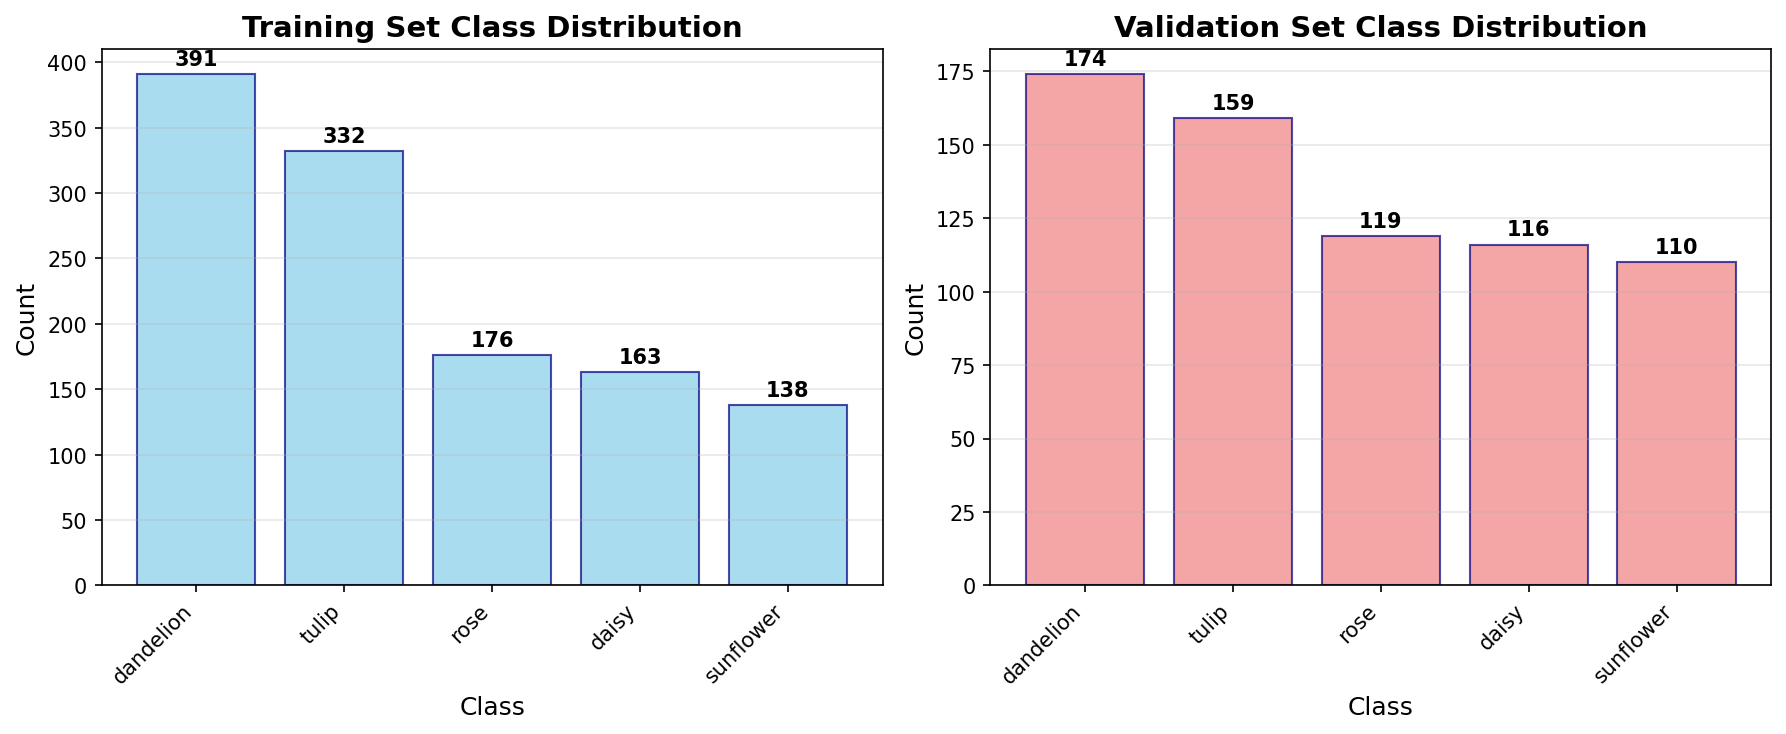 Training Set Class Distribution
400
350
300
250
200
150
100
50
0
Count
391
332
176
163
138
dandelion
tulip
rose
daisy
sunflower
Class
Validation Set Class Distribution
175
150
125
100
75
50
25
0
Count
174
159
119
116
110
dandelion
tulip
rose
daisy
sunflower
Class